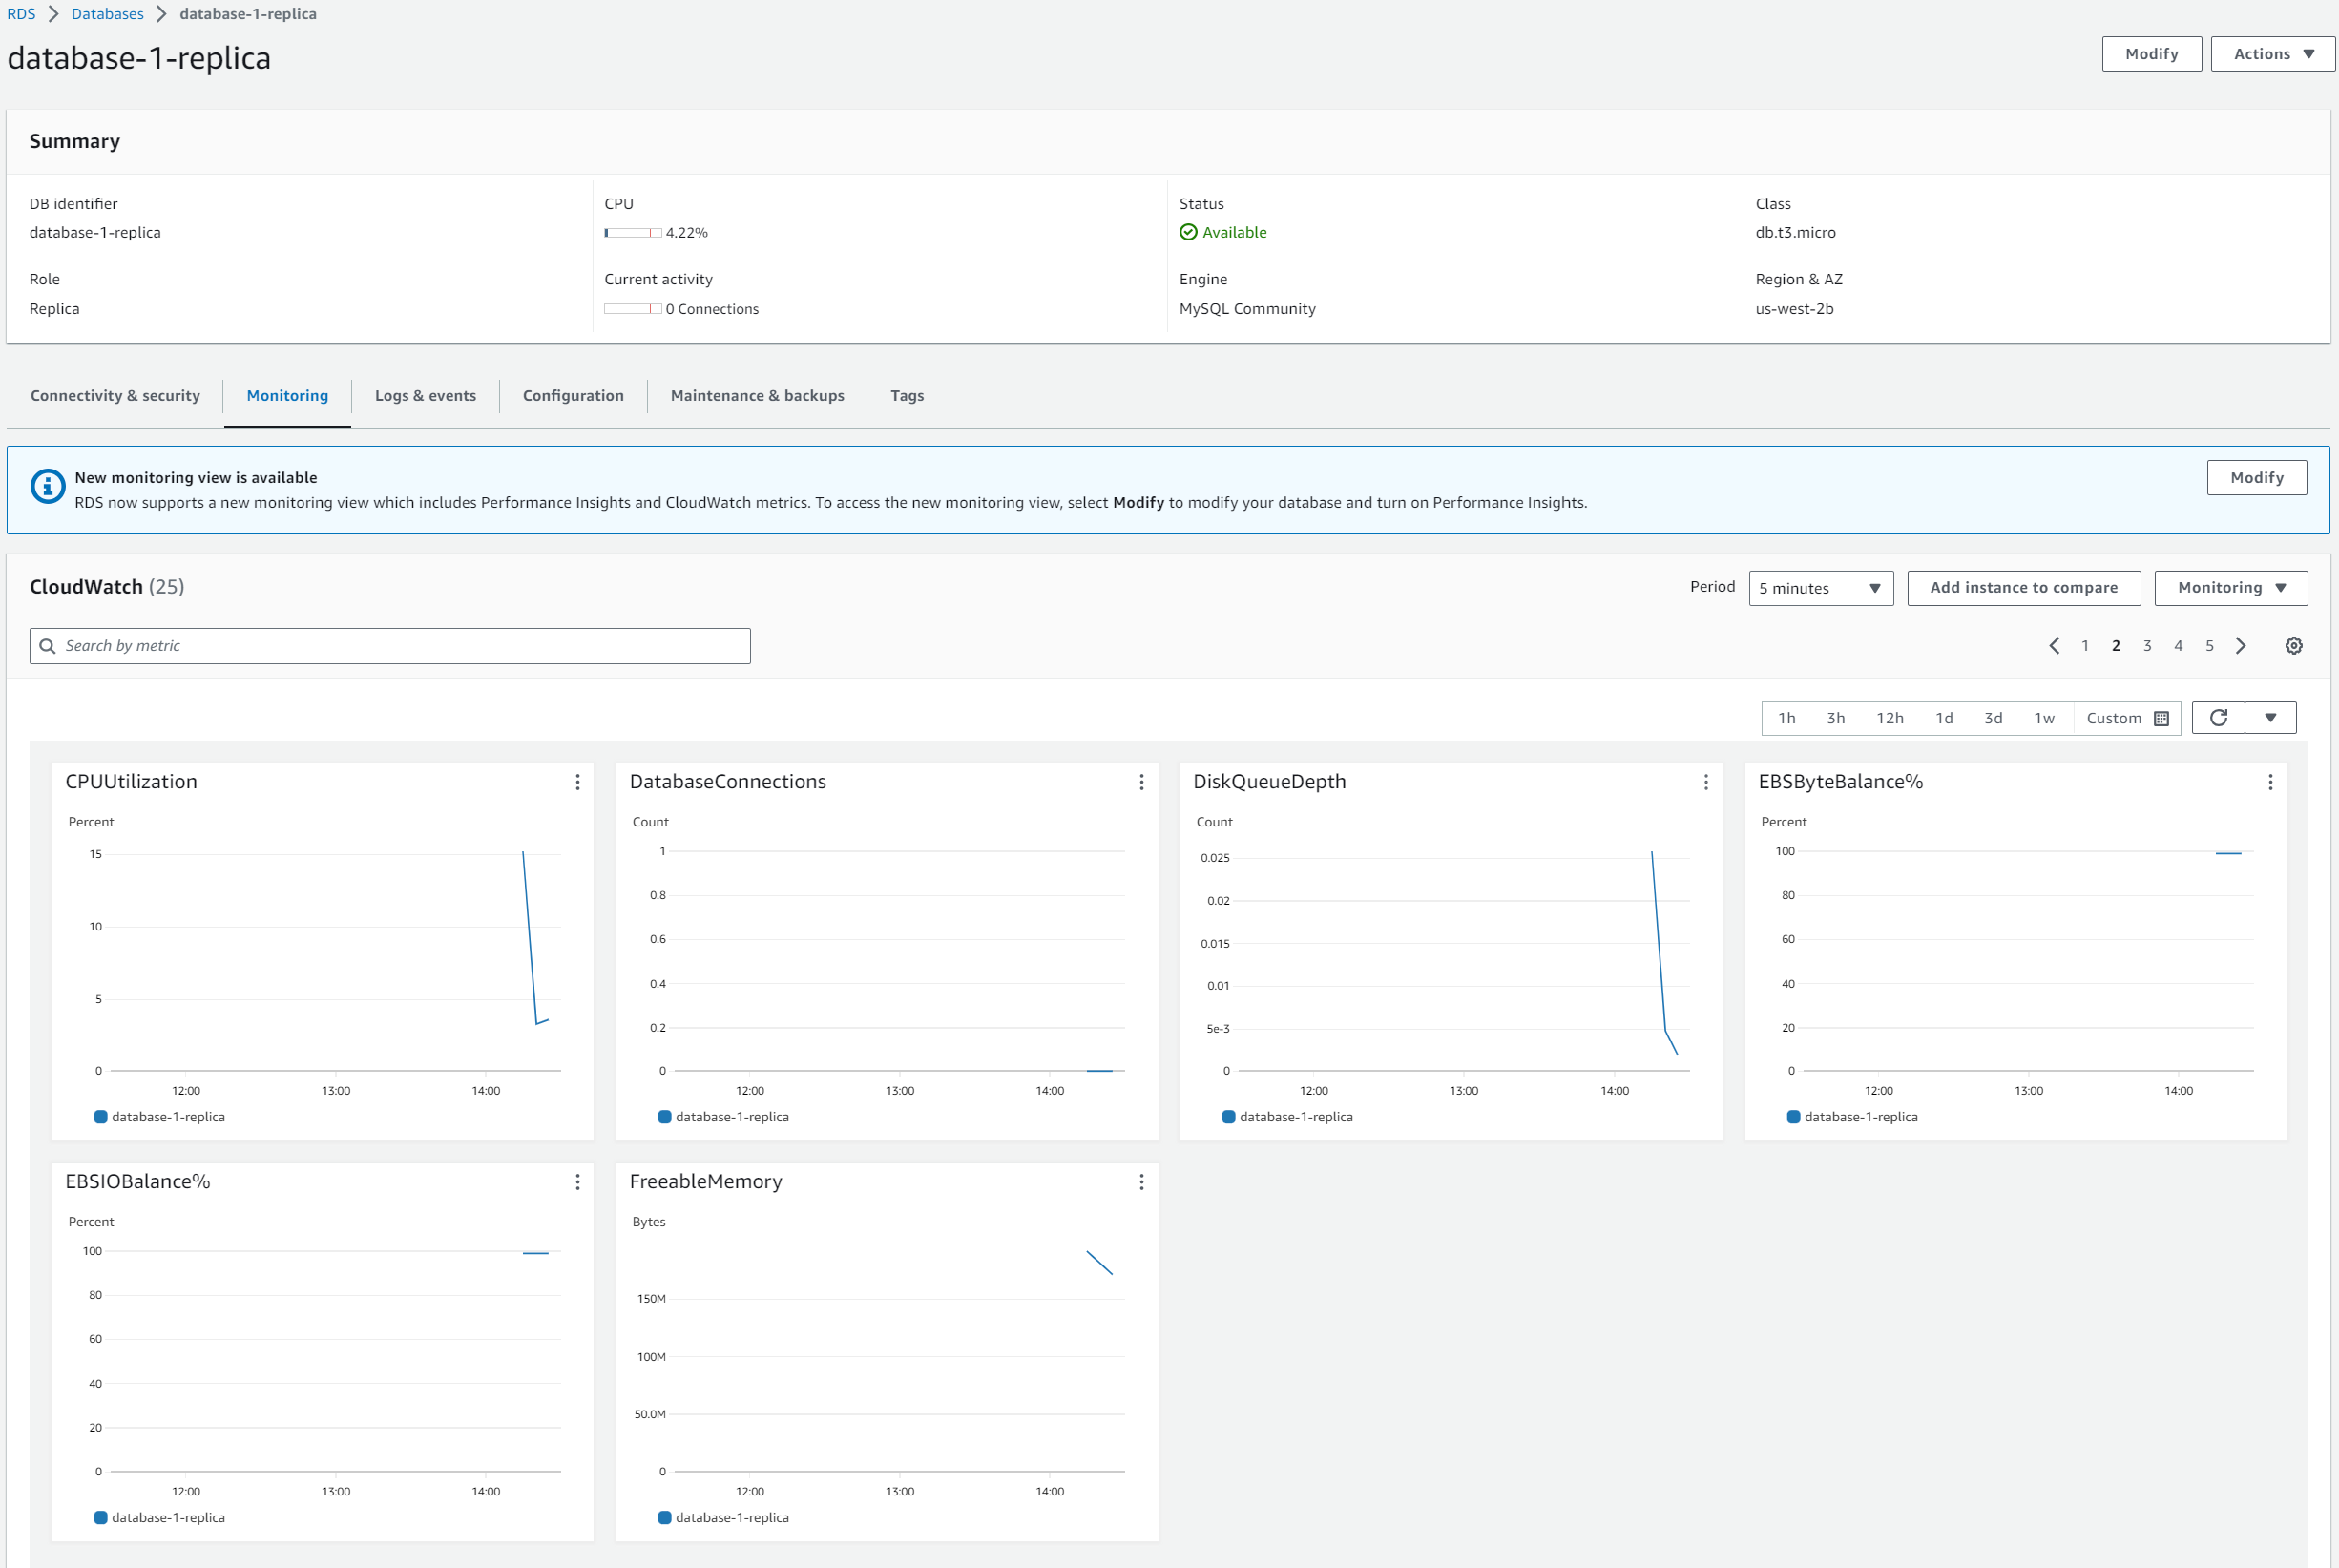 RDS > Databases > database-1-replica
database-1-replica
Modify
Actions
Summary
DB identifier
database-1-replica
CPU
4.22%
Status
Available
Class
db.t3.micro
Role
Replica
Current activity
0 Connections
Engine
MySQL Community
Region & AZ
us-west-2b
Connectivity & security
Monitoring
Logs & events
Configuration
Maintenance & backups
Tags
New monitoring view is available
RDS now supports a new monitoring view which includes Performance Insights and CloudWatch metrics. To access the new monitoring view, select Modify to modify your database and turn on Performance Insights.
Modify
CloudWatch (25)
Period
5 minutes
Add instance to compare
Monitoring
Search by metric
1 2 3 4 5
1h 3h 12h 1d 3d 1w Custom
CPUUtilization
Percent
15
10
5
0
12:00 13:00 14:00
database-1-replica
DatabaseConnections
Count
1
0.8
0.6
0.4
0.2
0
12:00 13:00 14:00
database-1-replica
DiskQueueDepth
Count
0.025
0.02
0.015
0.01
5e-3
0
12:00 13:00 14:00
database-1-replica
EBSByteBalance%
Percent
100
80
60
40
20
0
12:00 13:00 14:00
database-1-replica
EBSIOBalance%
Percent
100
80
60
40
20
0
12:00 13:00 14:00
database-1-replica
FreeableMemory
Bytes
150M
100M
50.0M
0
12:00 13:00 14:00
database-1-replica